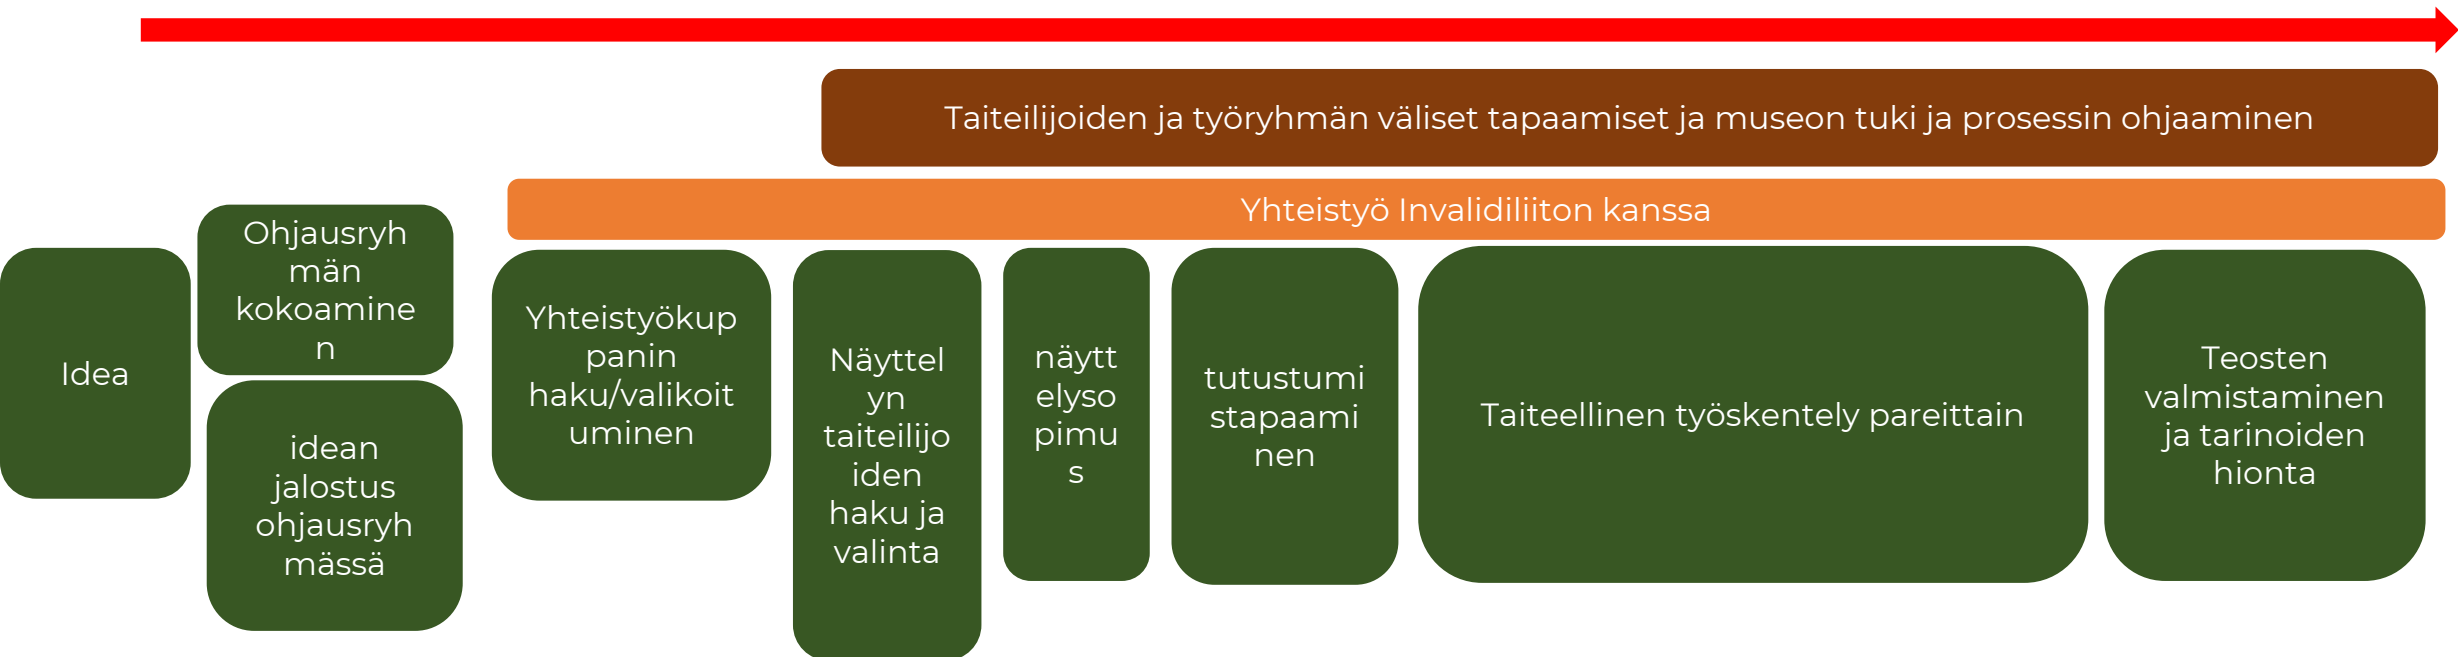 Taiteilijoiden ja työryhmän väliset tapaamiset ja museon tuki ja prosessin ohjaaminen
Yhteistyö Invalidiliiton kanssa
Idea
Ohjausryh
män
kokoamine
n
idean
jalostus
ohjausryh
mässä
Yhteistyökup
panin
haku/valikoit
uminen
Näyttel
yn
taiteilijo
iden
haku ja
valinta
näytt
elyso
pimu
s
tutustumi
stapaami
nen
Taiteellinen työskentely pareittain
Teosten
valmistaminen
ja tarinoiden
hionta